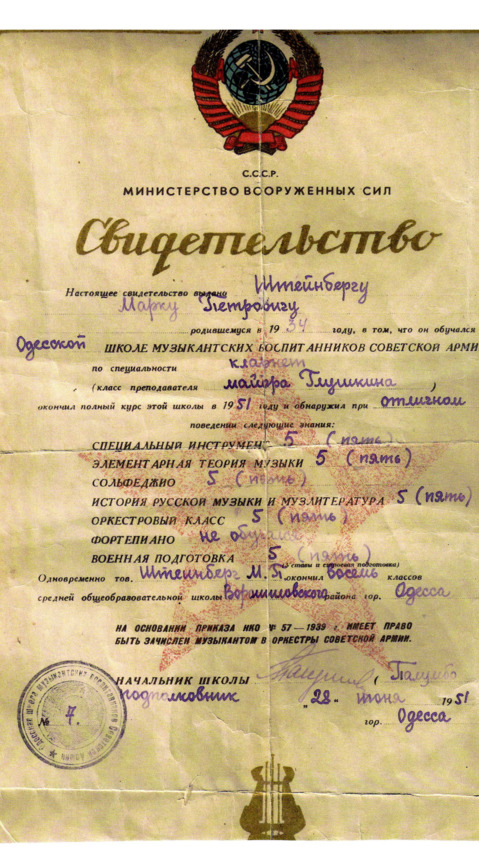 С.С.С.Р.
МИНИСТЕРСТВО ВООРУЖЕННЫХ СИЛ
Свидетельство
Настоящее свидетельство выдано Штейнбергу
Марку Петровичу
родившемуся в 1934 году, в том, что он обучался
Одесской ШКОЛЕ МУЗЫКАНТСКИХ ВОСПИТАННИКОВ СОВЕТСКОЙ АРМИ
по специальности кларнет
(класс преподавателя майора Глушкина )
окончил полный курс этой школы в 1951 году и обнаружил при отличном
поведении следующие знания:
СПЕЦИАЛЬНЫЙ ИНСТРУМЕНТ 5 (пять)
ЭЛЕМЕНТАРНАЯ ТЕОРИЯ МУЗЫКИ 5 (пять)
СОЛЬФЕДЖИО 5 (пять)
ИСТОРИЯ РУССКОЙ МУЗЫКИ И МУЗЛИТЕРАТУРА 5 (пять)
ОРКЕСТРОВЫЙ КЛАСС 5 (пять)
ФОРТЕПИАНО не обучался
ВОЕННАЯ ПОДГОТОВКА 5 (пять)
(Уставы и строевая подготовка)
Одновременно тов. Штейнберг М. П. окончил восемь классов
средней общеобразовательной школы Ворошиловского района гор. Одесса
НА ОСНОВАНИИ ПРИКАЗА НКО № 57 — 1939 г. ИМЕЕТ ПРАВО
БЫТЬ ЗАЧИСЛЕН МУЗЫКАНТОМ В ОРКЕСТРЫ СОВЕТСКОЙ АРМИИ.
НАЧАЛЬНИК ШКОЛЫ (Палумбо
подполковник „22" июня 1951
№ 7. гор. Одесса